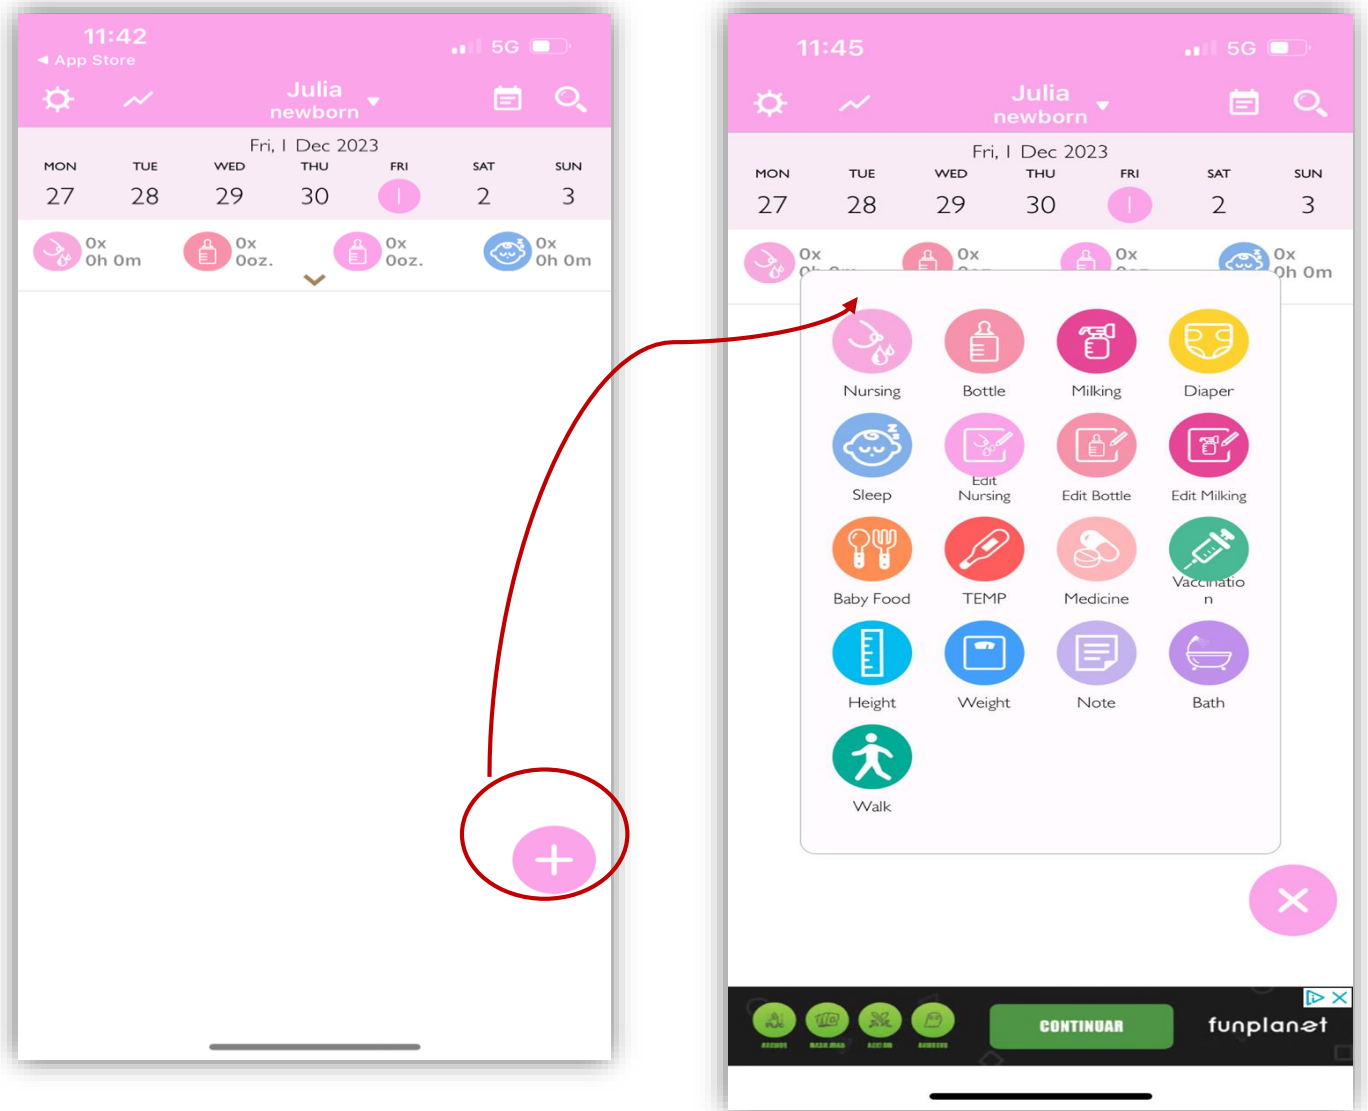 11:42
5G
◄ App Store
Julia
newborn
Fri, 1 Dec 2023
MON TUE WED THU FRI SAT SUN
27 28 29 30 1 2 3
0x 0x 0x 0x
0h 0m 0oz. 0oz. 0h 0m
11:45
5G
Julia
newborn
Fri, 1 Dec 2023
MON TUE WED THU FRI SAT SUN
27 28 29 30 1 2 3
0x 0x 0x 0x
0h 0m
Nursing Bottle Milking Diaper
Sleep Edit Nursing Edit Bottle Edit Milking
Baby Food TEMP Medicine Vaccinatio
n
Height Weight Note Bath
Walk
CONTINUAR
funplanet